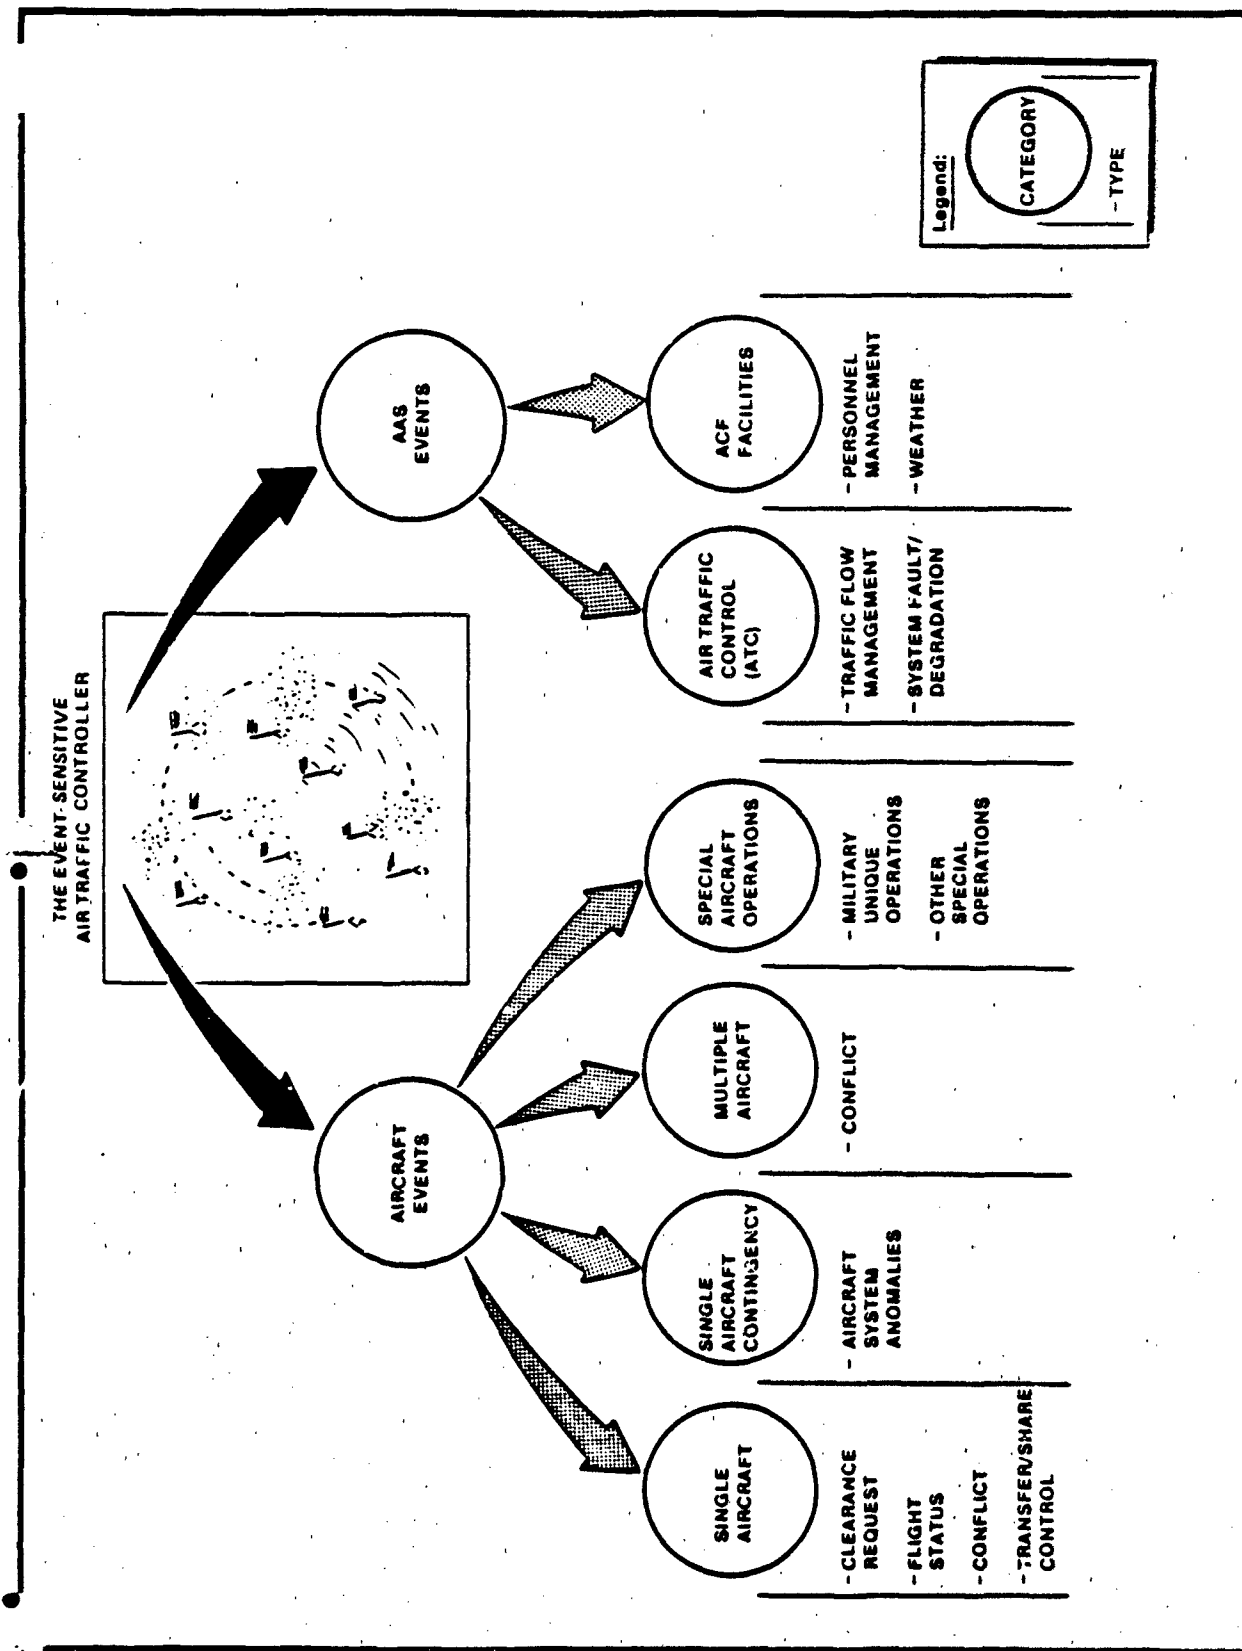 THE EVENT-SENSITIVE
AIR TRAFFIC CONTROLLER
AIRCRAFT
EVENTS
AAS
EVENTS
SINGLE
AIRCRAFT
SINGLE
AIRCRAFT
CONTINGENCY
MULTIPLE
AIRCRAFT
SPECIAL
AIRCRAFT
OPERATIONS
AIR TRAFFIC
CONTROL
(ATC)
ACF
FACILITIES
- CLEARANCE
REQUEST
- FLIGHT
STATUS
- CONFLICT
- TRANSFER/SHARE
CONTROL
- AIRCRAFT
SYSTEM
ANOMALIES
- CONFLICT
- MILITARY
UNIQUE
OPERATIONS
- OTHER
SPECIAL
OPERATIONS
- TRAFFIC FLOW
MANAGEMENT
- SYSTEM FAULT/
DEGRADATION
- PERSONNEL
MANAGEMENT
- WEATHER
Legend:
CATEGORY
- TYPE